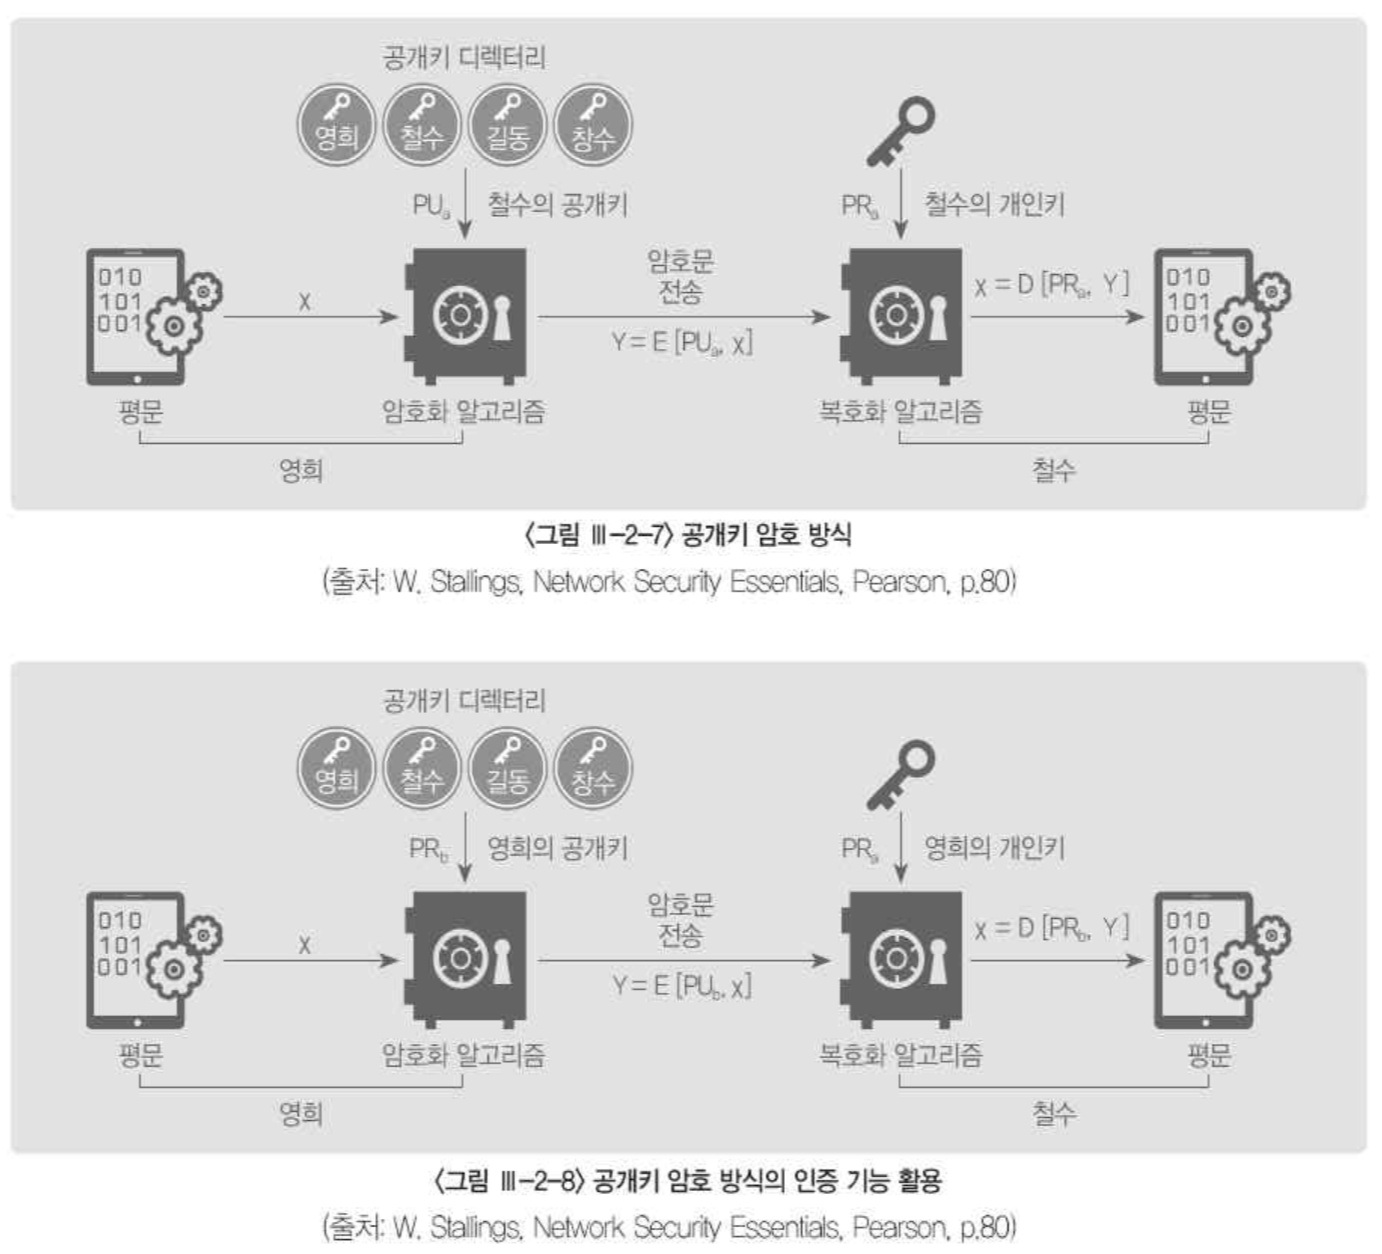 공개키 디렉터리
영희 철수 길동 창수
PUₐ 철수의 공개키 PRₐ 철수의 개인키
010
101
001
χ
암호문
전송
Y = E [PUₐ, χ]
χ = D [PRₐ, Y]
010
101
001
평문 암호화 알고리즘 복호화 알고리즘 평문
영희 철수
〈그림 Ⅲ-2-7〉 공개키 암호 방식
(출처: W. Stallings, Network Security Essentials, Pearson, p.80)
공개키 디렉터리
영희 철수 길동 창수
PR_b 영희의 공개키 PRₐ 영희의 개인키
010
101
001
χ
암호문
전송
Y = E [PU_b, χ]
χ = D [PR_b, Y]
010
101
001
평문 암호화 알고리즘 복호화 알고리즘 평문
영희 철수
〈그림 Ⅲ-2-8〉 공개키 암호 방식의 인증 기능 활용
(출처: W. Stallings, Network Security Essentials, Pearson, p.80)